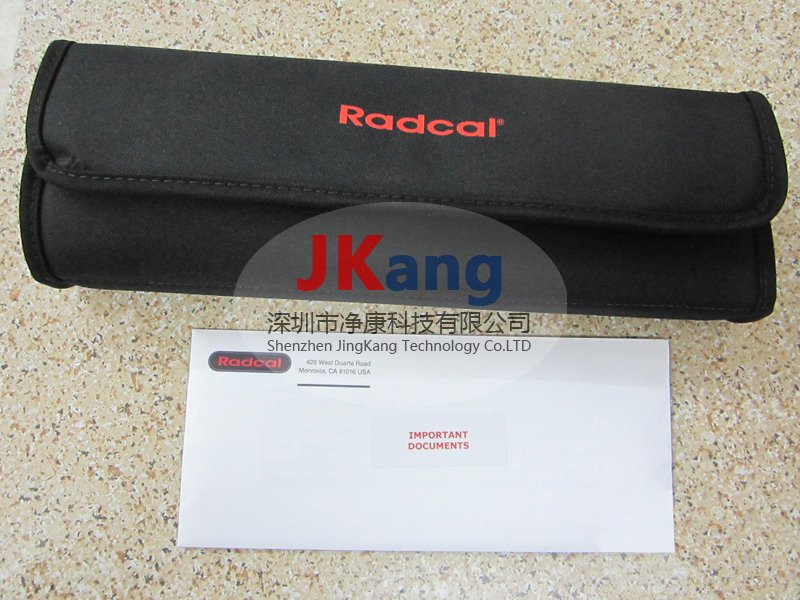 Radcal®
JKang
深圳市净康科技有限公司
Shenzhen JingKang Technology Co.LTD
Radcal
426 West Duarte Road
Monrovia, CA 91016 USA
IMPORTANT
DOCUMENTS